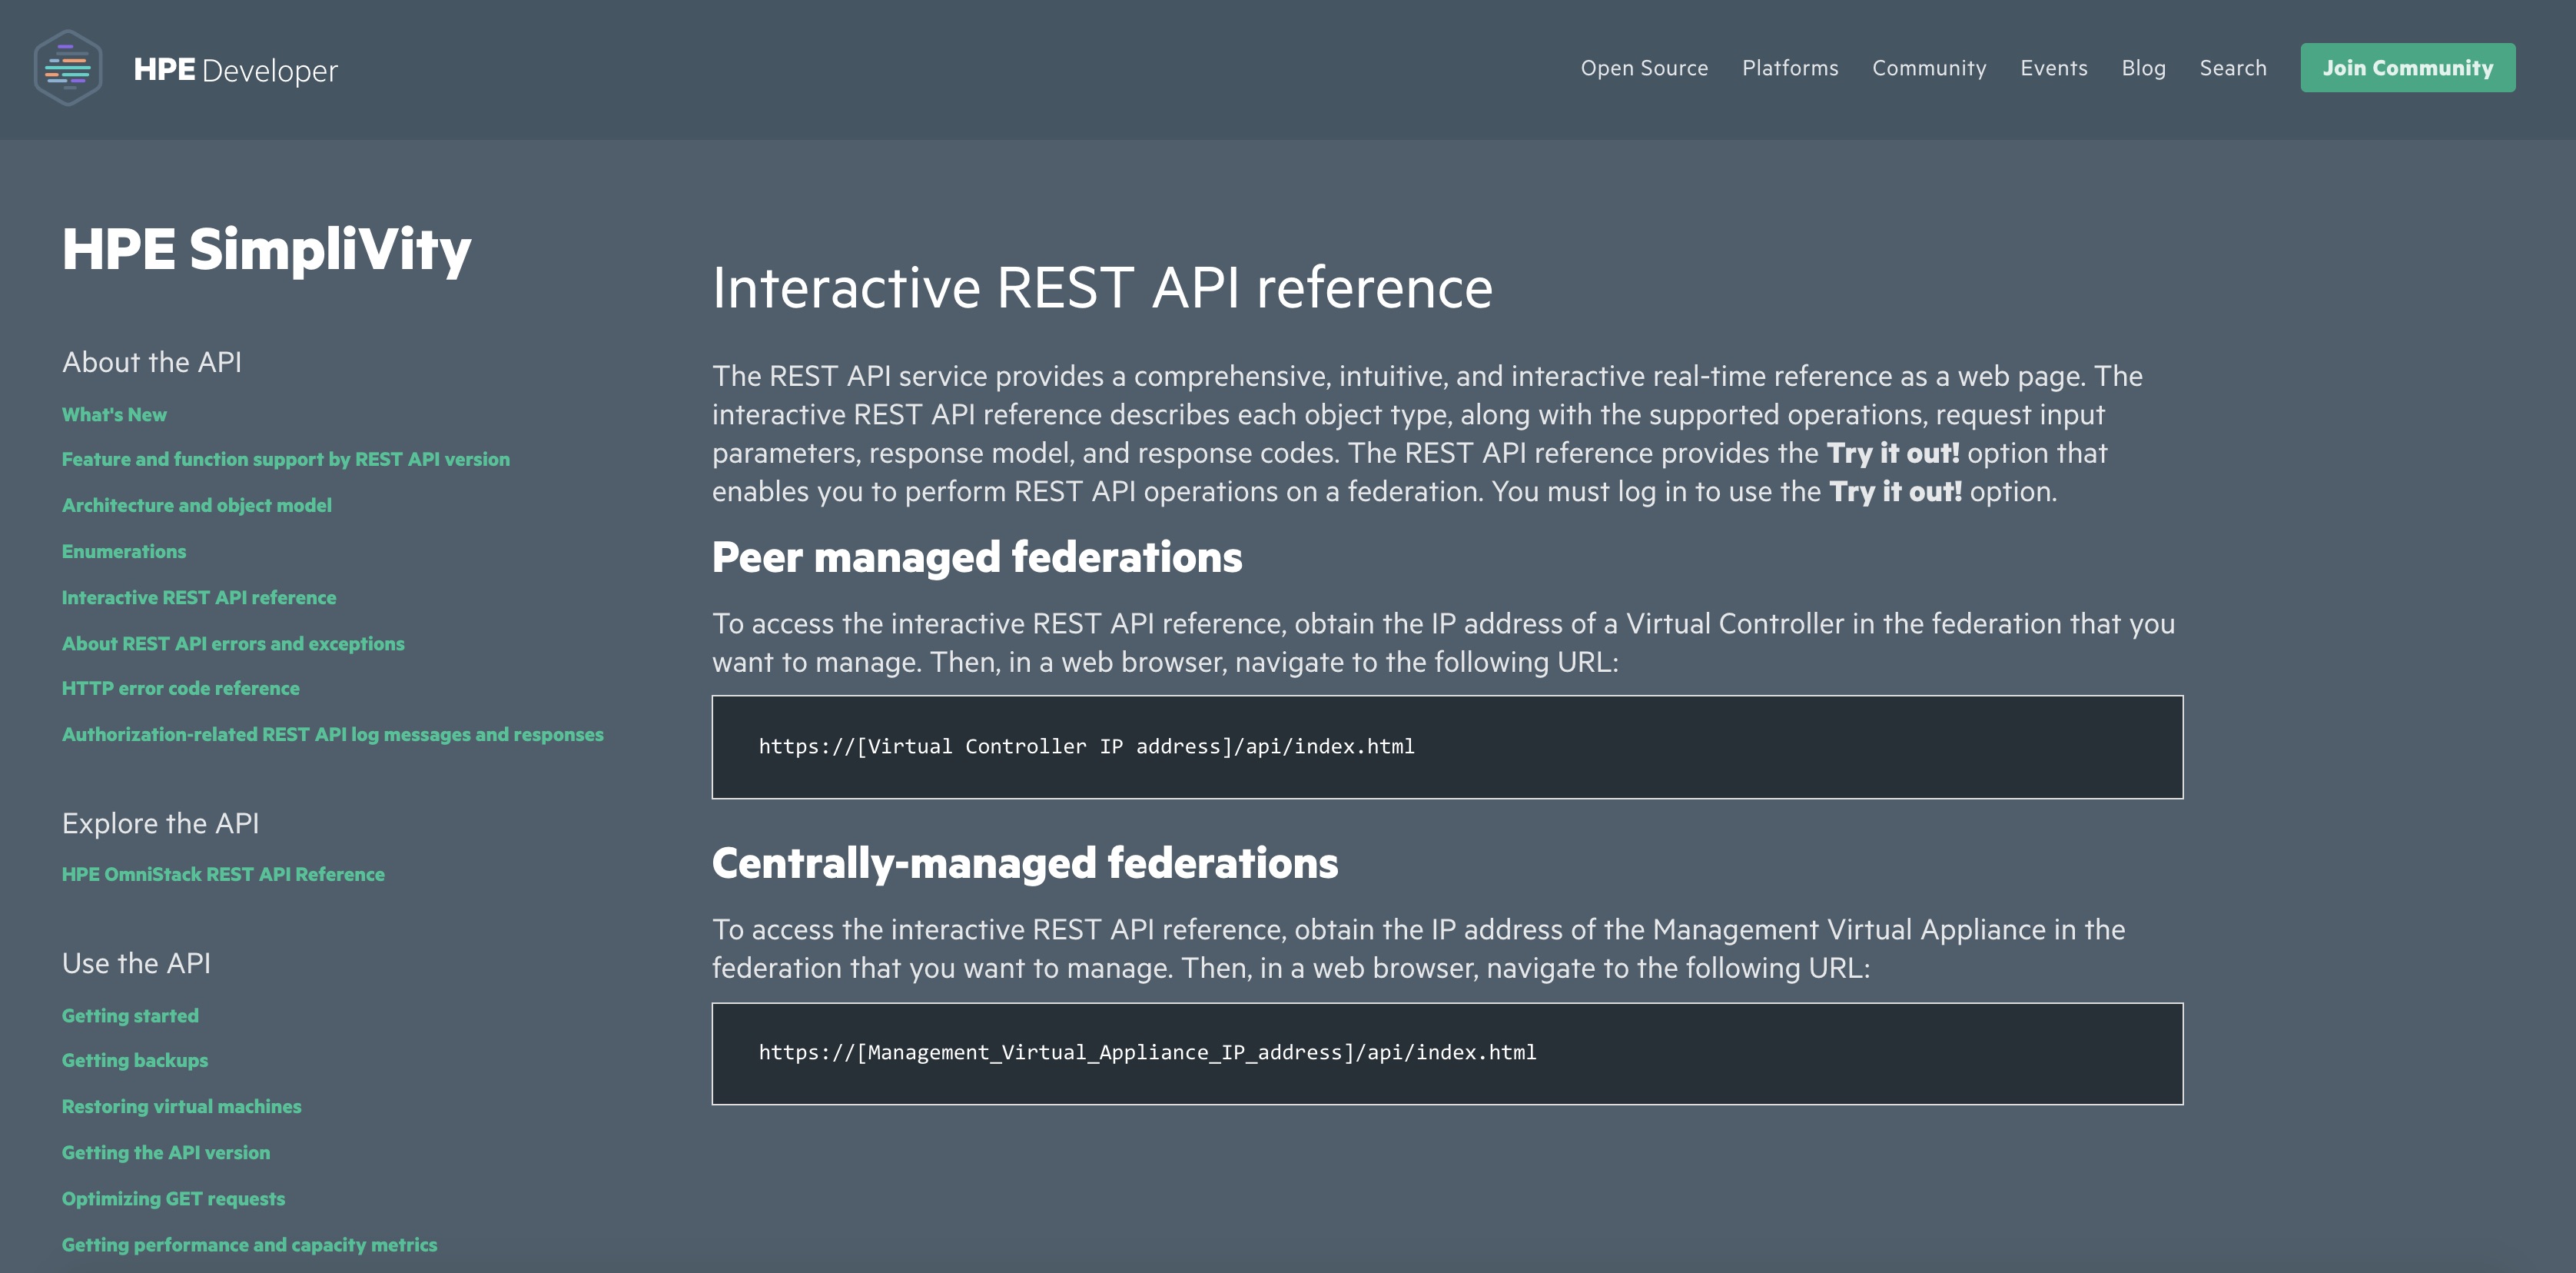 HPE Developer
Open Source
Platforms
Community
Events
Blog
Search
Join Community
HPE SimpliVity
About the API
What's New
Feature and function support by REST API version
Architecture and object model
Enumerations
Interactive REST API reference
About REST API errors and exceptions
HTTP error code reference
Authorization-related REST API log messages and responses
Explore the API
HPE OmniStack REST API Reference
Use the API
Getting started
Getting backups
Restoring virtual machines
Getting the API version
Optimizing GET requests
Getting performance and capacity metrics
Interactive REST API reference
The REST API service provides a comprehensive, intuitive, and interactive real-time reference as a web page. The
interactive REST API reference describes each object type, along with the supported operations, request input
parameters, response model, and response codes. The REST API reference provides the Try it out! option that
enables you to perform REST API operations on a federation. You must log in to use the Try it out! option.
Peer managed federations
To access the interactive REST API reference, obtain the IP address of a Virtual Controller in the federation that you
want to manage. Then, in a web browser, navigate to the following URL:
https://[Virtual Controller IP address]/api/index.html
Centrally-managed federations
To access the interactive REST API reference, obtain the IP address of the Management Virtual Appliance in the
federation that you want to manage. Then, in a web browser, navigate to the following URL:
https://[Management_Virtual_Appliance_IP_address]/api/index.html